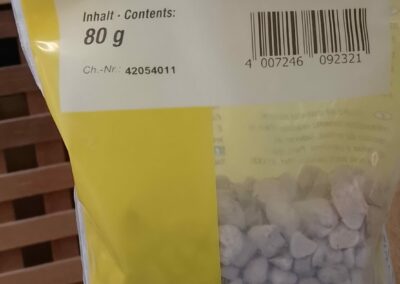 Inhalt - Contents:
80 g
Ch.-Nr.: 42054011
4 007246 092321